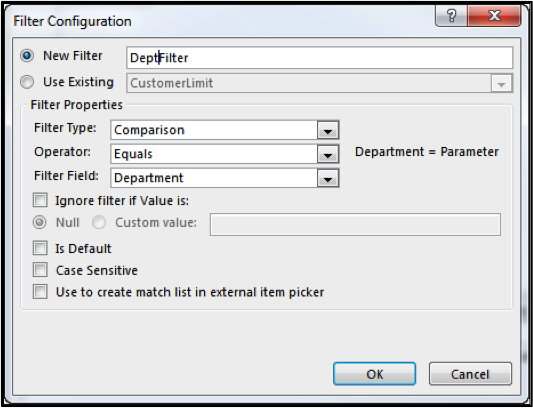 Filter Configuration ? X
New Filter DeptFilter
Use Existing CustomerLimit
Filter Properties
Filter Type: Comparison
Operator: Equals Department = Parameter
Filter Field: Department
Ignore filter if Value is:
Null Custom value:
Is Default
Case Sensitive
Use to create match list in external item picker
OK Cancel